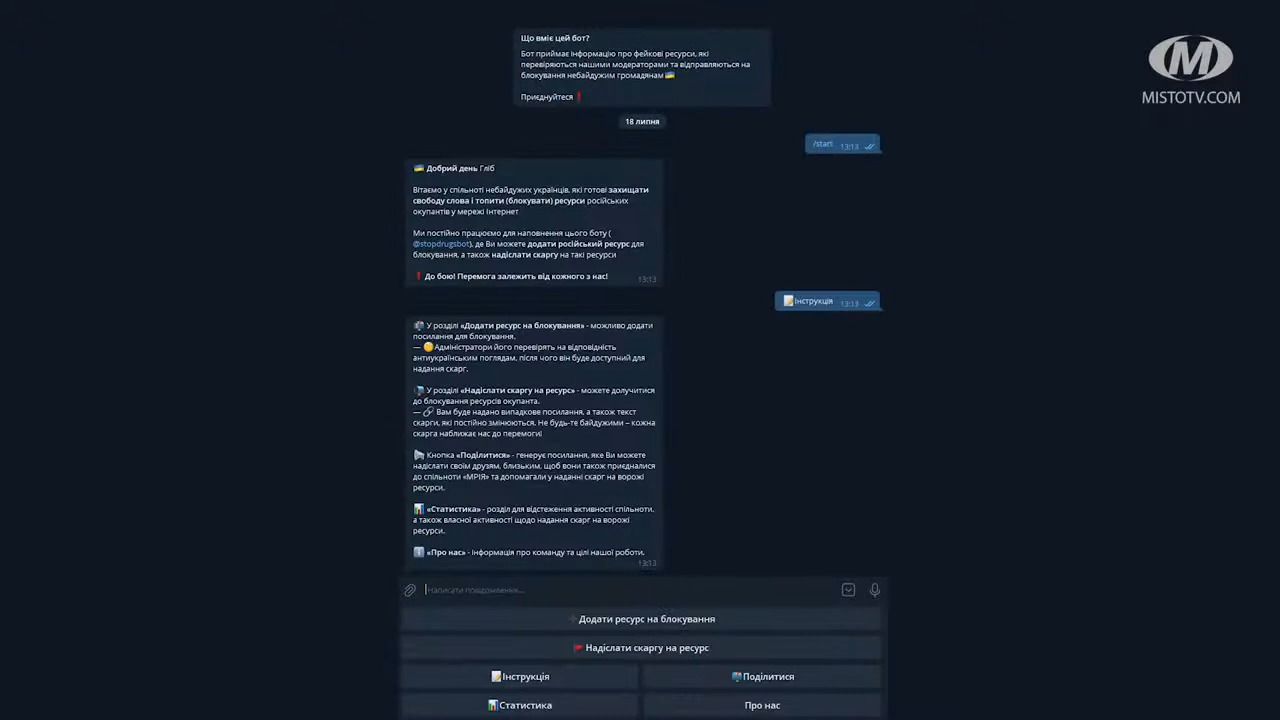 Що вміє цей бот?
Бот приймає інформацію про фейкові ресурси, які
перевіряються нашими модераторами та відправляються на
блокування небайдужим громадянам 🇺🇦
Приєднуйтеся ❗
MISTOTV.COM
18 липня
/start 13:13
🇺🇦 Добрий день Гліб
Вітаємо у спільноті небайдужих українців, які готові захищати
свободу слова і топити (блокувати) ресурси російських
окупантів у мережі Інтернет
Ми постійно працюємо для наповнення цього боту (
@stopdrugsbot), де Ви можете додати російський ресурс для
блокування, а також надіслати скаргу на такі ресурси
❗ До бою! Перемога залежить від кожного з нас!
13:13
📝Інструкція 13:13
У розділі «Додати ресурс на блокування» - можливо додати
посилання для блокування.
— Адміністратори його перевірять на відповідність
антиукраїнським поглядам, після чого він буде доступний для
надання скарг.
У розділі «Надіслати скаргу на ресурс» - можете долучитися
до блокування ресурсів окупанта.
— 🔗 Вам буде надано випадкове посилання, а також текст
скарги, які постійно змінюються. Не будь-те байдужими – кожна
скарга наближає нас до перемоги!
Кнопка «Поділитися» - генерує посилання, яке Ви можете
надіслати своїм друзям, близьким, щоб вони також приєдналися
до спільноти «МРІЯ» та допомагали у наданні скарг на ворожі
ресурси.
📊 «Статистика» - розділ для відстеження активності спільноти,
а також власної активності щодо надання скарг на ворожі
ресурси.
ℹ️ «Про нас» - інформація про команду та цілі нашої роботи.
13:13
Написати повідомлення...
Додати ресурс на блокування
🚩 Надіслати скаргу на ресурс
📝Інструкція
Поділитися
📊Статистика
Про нас